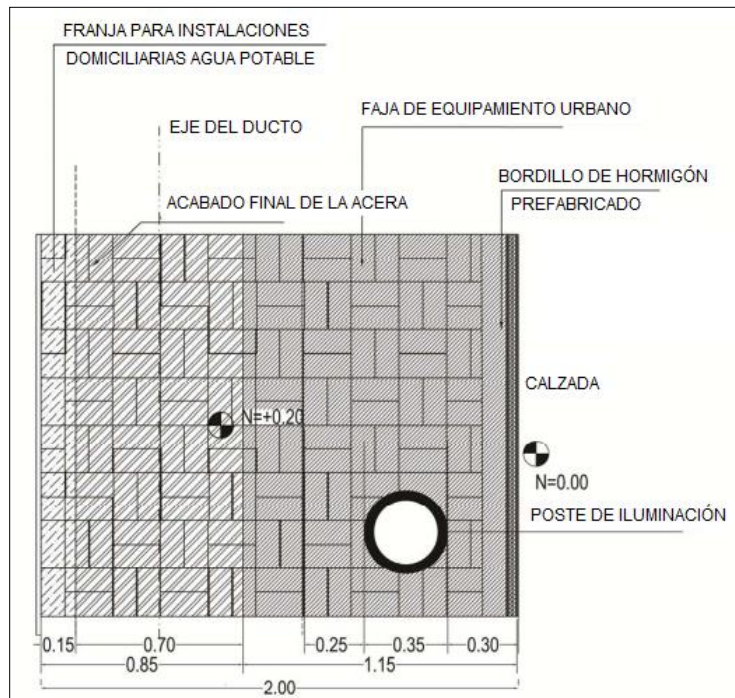 FRANJA PARA INSTALACIONES
DOMICILIARIAS AGUA POTABLE
FAJA DE EQUIPAMIENTO URBANO
EJE DEL DUCTO
BORDILLO DE HORMIGÓN
PREFABRICADO
ACABADO FINAL DE LA ACERA
CALZADA
N=+0.20
N=0.00
POSTE DE ILUMINACIÓN
0.15 0.70 0.25 0.35 0.30
0.85 1.15
2.00